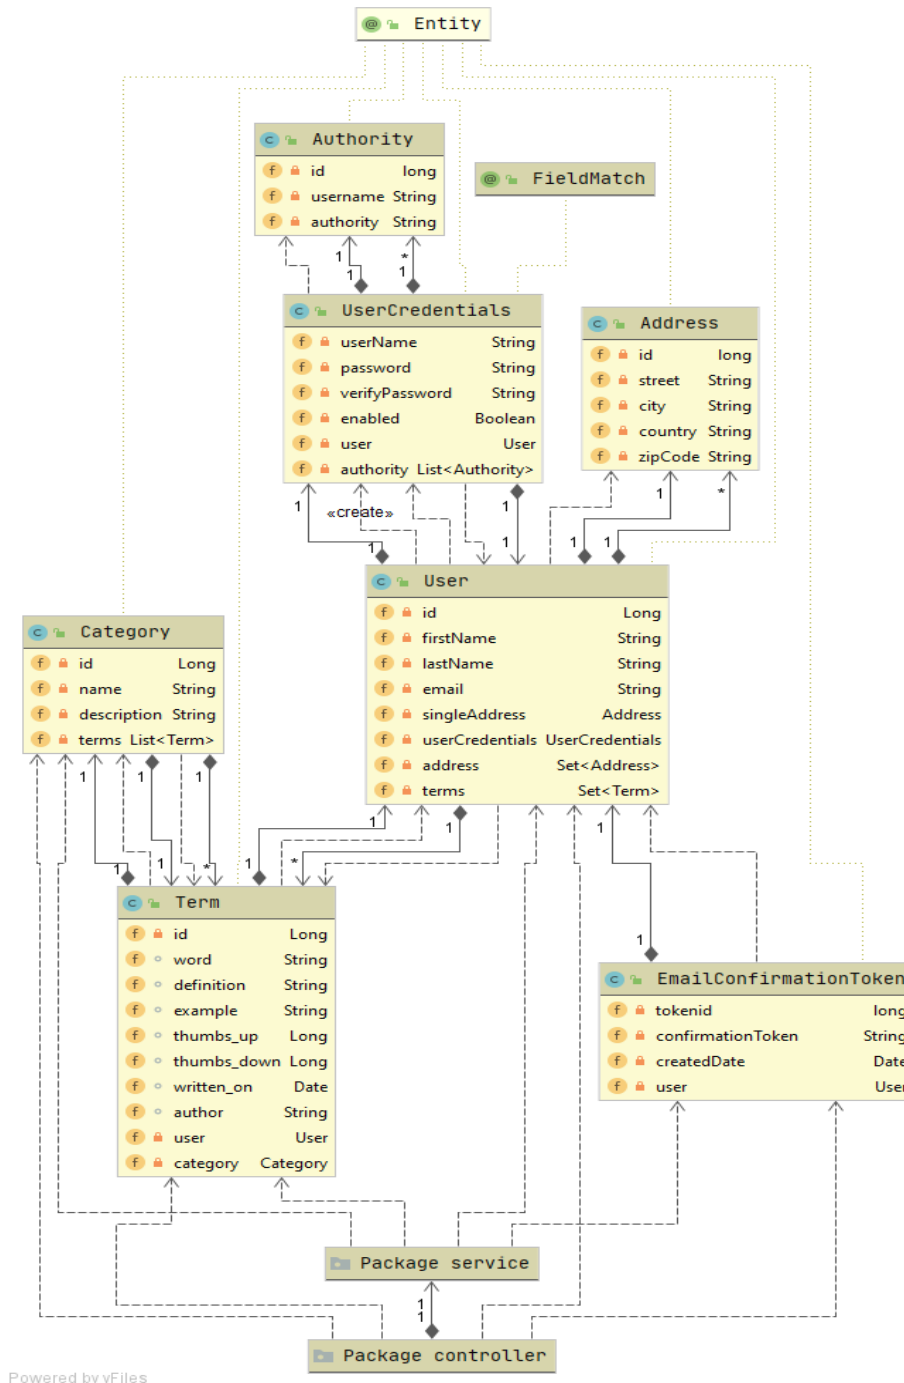 @ Entity
C Authority
f id long
f username String
f authority String
@ FieldMatch
1 1 * 1
C UserCredentials
f userName String
f password String
f verifyPassword String
f enabled Boolean
f user User
f authority List<Authority>
C Address
f id long
f street String
f city String
f country String
f zipCode String
1 «create» 1 1 *
1 1 1 1
C User
f id Long
f firstName String
f lastName String
f email String
f singleAddress Address
f userCredentials UserCredentials
f address Set<Address>
f terms Set<Term>
C Category
f id Long
f name String
f description String
f terms List<Term>
1 1 1
1 1 1
1 1 * 1 *
C Term
f id Long
f word String
f definition String
f example String
f thumbs_up Long
f thumbs_down Long
f written_on Date
f author String
f user User
f category Category
1
C EmailConfirmationToken
f tokenid long
f confirmationToken String
f createdDate Date
f user User
Package service
1
1
Package controller
Powered by yFiles